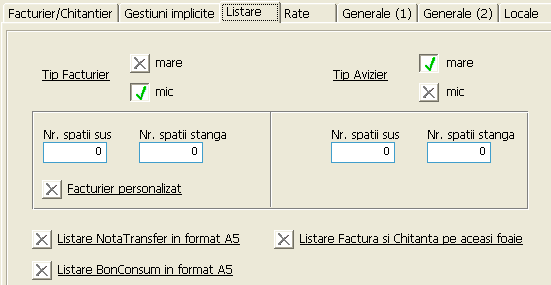 Facturier/Chitantier Gestiuni implicite Listare Rate Generale (1) Generale (2) Locale
Tip Facturier mare Tip Avizier mare
mic mic
Nr. spatii sus Nr. spatii stanga Nr. spatii sus Nr. spatii stanga
0 0 0 0
Facturier personalizat
Listare NotaTransfer in format A5 Listare Factura si Chitanta pe aceasi foaie
Listare BonConsum in format A5